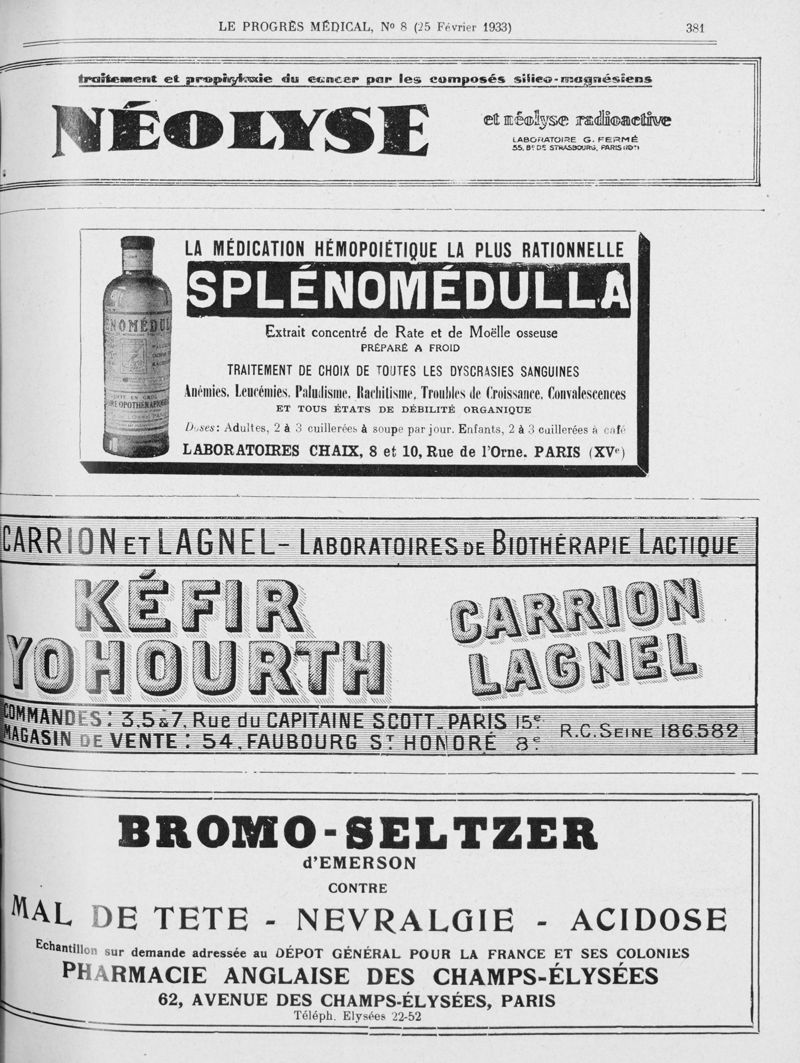 LE PROGRÈS MÉDICAL, N° 8 (25 Février 1933)
381
traitement et prophylaxie du cancer par les composés silico-magnésiens
NÉOLYSE
et néolyse radioactive
LABORATOIRE G. FERMÉ
55, Bd DE STRASBOURG, PARIS (10e)
LA MÉDICATION HÉMOPOIÉTIQUE LA PLUS RATIONNELLE
SPLÉNOMÉDULLA
Extrait concentré de Rate et de Moëlle osseuse
PRÉPARÉ A FROID
TRAITEMENT DE CHOIX DE TOUTES LES DYSCRASIES SANGUINES
Anémies, Leucémies, Paludisme, Rachitisme, Troubles de Croissance, Convalescences
ET TOUS ÉTATS DE DÉBILITÉ ORGANIQUE
Doses: Adultes, 2 à 3 cuillerées à soupe par jour. Enfants, 2 à 3 cuillerées à café
LABORATOIRES CHAIX, 8 et 10, Rue de l'Orne. PARIS (XVe)
ENOMÉDUL
CARRION ET LAGNEL - LABORATOIRES DE BIOTHÉRAPIE LACTIQUE
KÉFIR
YOHOURTH
CARRION
LAGNEL
COMMANDES: 3,5 & 7, Rue du CAPITAINE SCOTT_PARIS 15e
MAGASIN DE VENTE: 54, FAUBOURG ST HONORÉ 8e
R.C. SEINE 186.582
BROMO-SELTZER
d'EMERSON
CONTRE
MAL DE TETE - NEVRALGIE - ACIDOSE
Echantillon sur demande adressée au DÉPOT GÉNÉRAL POUR LA FRANCE ET SES COLONIES
PHARMACIE ANGLAISE DES CHAMPS-ÉLYSÉES
62, AVENUE DES CHAMPS-ÉLYSÉES, PARIS
Téléph. Elysées 22-52